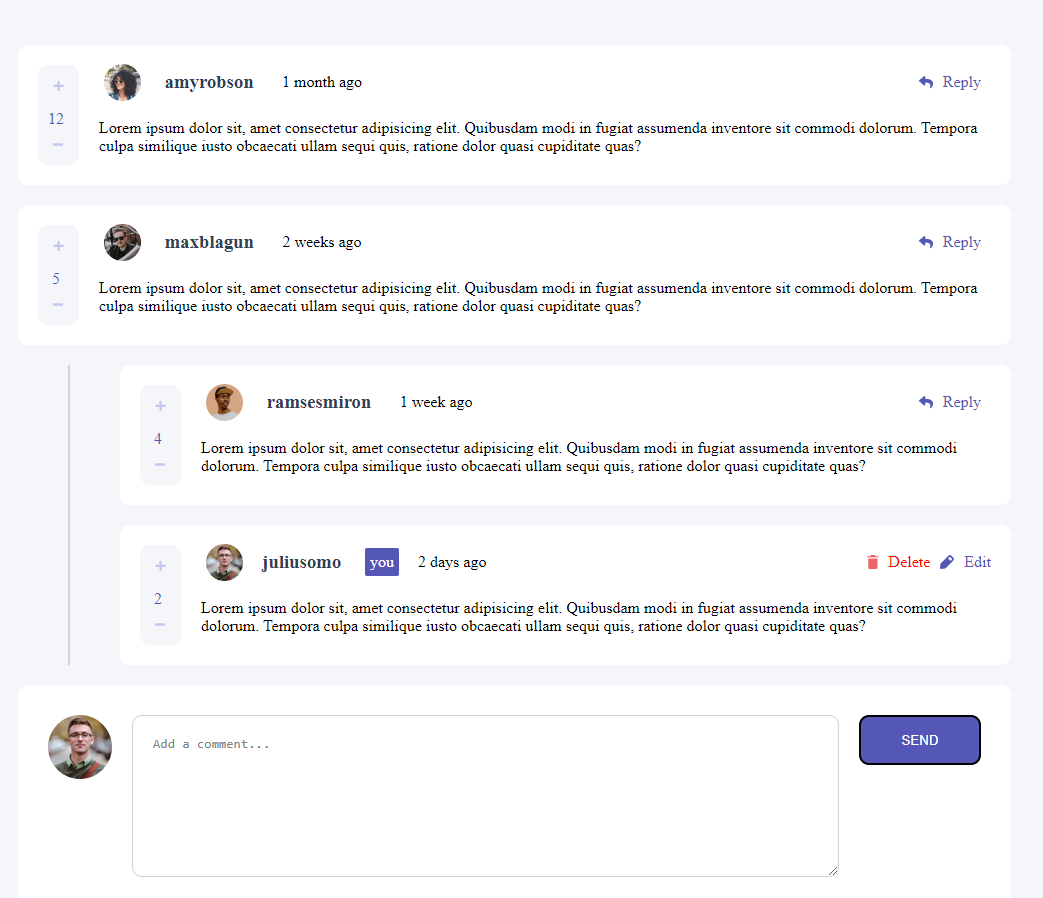 +
amyrobson 1 month ago Reply
12
Lorem ipsum dolor sit, amet consectetur adipisicing elit. Quibusdam modi in fugiat assumenda inventore sit commodi dolorum. Tempora
culpa similique iusto obcaecati ullam sequi quis, ratione dolor quasi cupiditate quas?
−
+
maxblagun 2 weeks ago Reply
5
Lorem ipsum dolor sit, amet consectetur adipisicing elit. Quibusdam modi in fugiat assumenda inventore sit commodi dolorum. Tempora
culpa similique iusto obcaecati ullam sequi quis, ratione dolor quasi cupiditate quas?
−
+
ramsesmiron 1 week ago Reply
4
Lorem ipsum dolor sit, amet consectetur adipisicing elit. Quibusdam modi in fugiat assumenda inventore sit commodi
dolorum. Tempora culpa similique iusto obcaecati ullam sequi quis, ratione dolor quasi cupiditate quas?
−
+
juliusomo you 2 days ago Delete Edit
2
Lorem ipsum dolor sit, amet consectetur adipisicing elit. Quibusdam modi in fugiat assumenda inventore sit commodi
dolorum. Tempora culpa similique iusto obcaecati ullam sequi quis, ratione dolor quasi cupiditate quas?
−
Add a comment... SEND